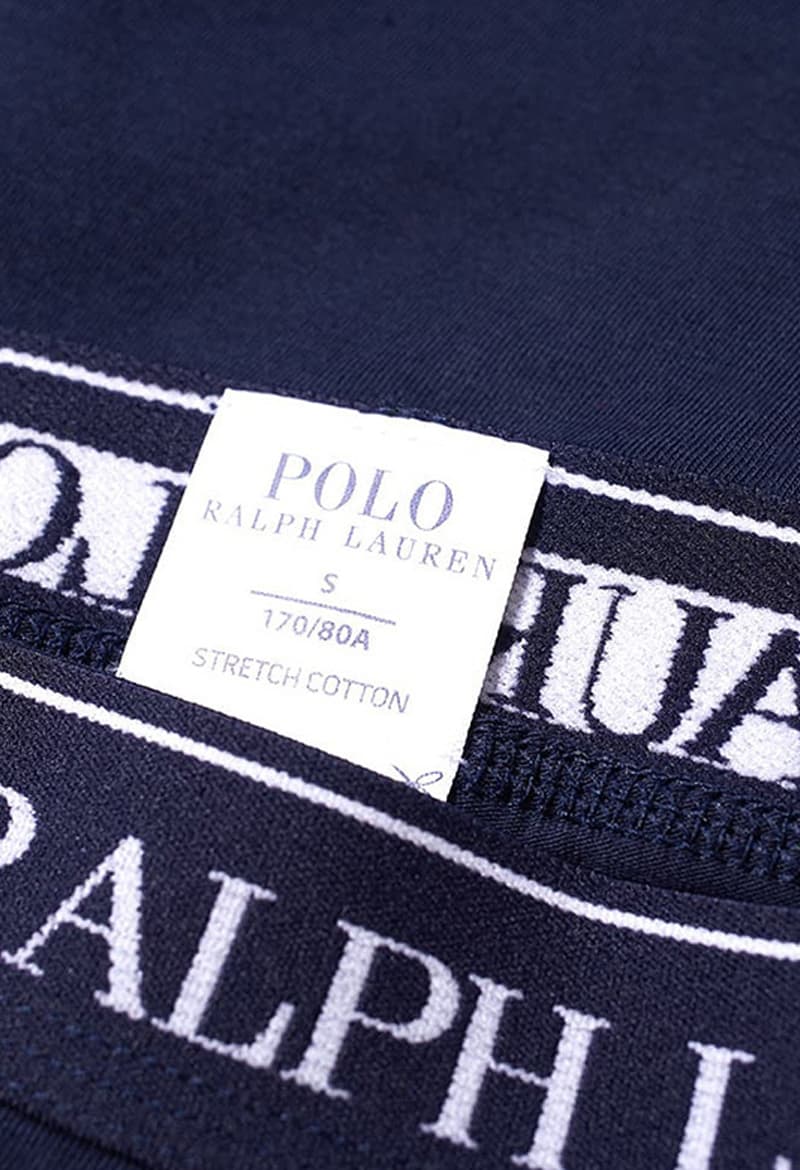 POLO
RALPH LAUREN
S
170/80A
STRETCH COTTON
RALPH L